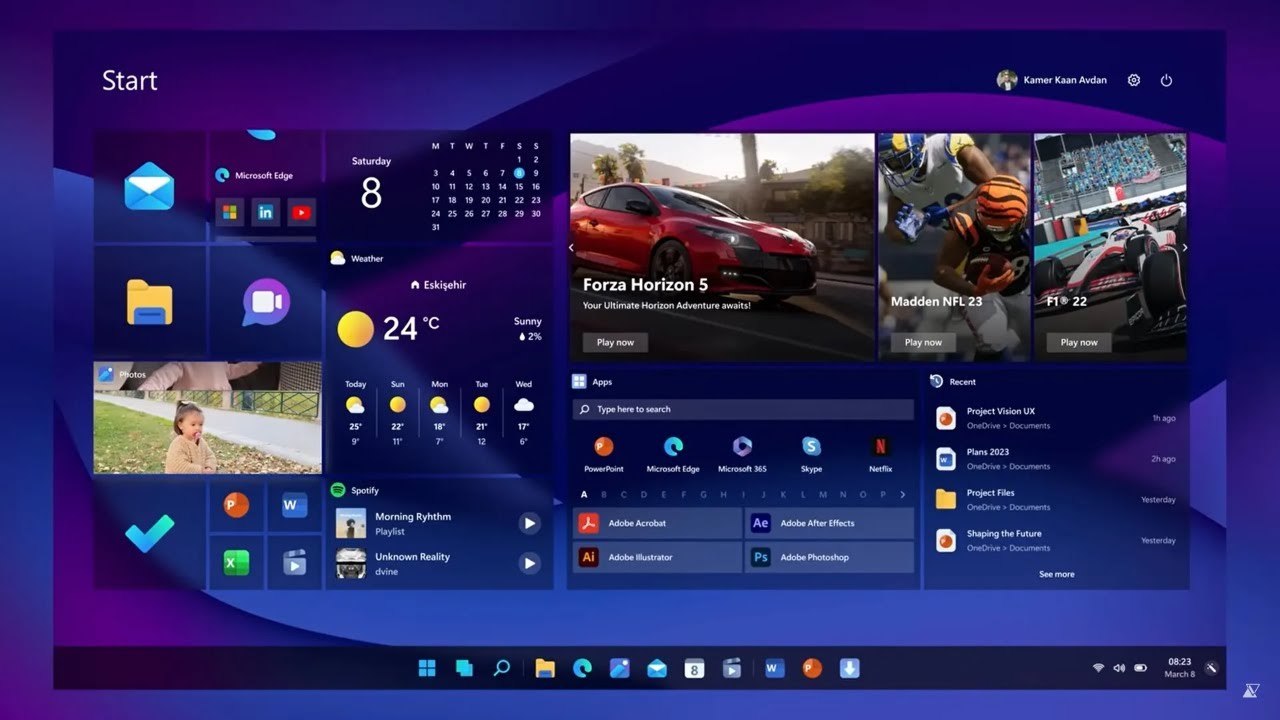 Start
Kamer Kaan Avdan
Microsoft Edge
in
Saturday
8
M T W T F S S
1 2
3 4 5 6 7 8 9
10 11 12 13 14 15 16
17 18 19 20 21 22 23
24 25 26 27 28 29 30
31
Weather
Eskişehir
24 °C
Sunny
2%
Today Sun Mon Tue Wed
25° 22° 18° 21° 17°
9° 11° 7° 12 6°
Photos
P
W
X
Spotify
Morning Ryhthm
Playlist
Unknown Reality
dvine
Forza Horizon 5
Your Ultimate Horizon Adventure awaits!
Play now
Madden NFL 23
Play now
F1® 22
Play now
Apps
Type here to search
P
S
N
PowerPoint
Microsoft Edge
Microsoft 365
Skype
Netflix
A B C D E F G H I J K L M N O P
Adobe Acrobat
Ae
Adobe After Effects
Ai
Adobe Illustrator
Ps
Adobe Photoshop
Recent
Project Vision UX
OneDrive > Documents
1h ago
W
Plans 2023
OneDrive > Documents
2h ago
Project Files
OneDrive > Documents
Yesterday
Shaping the Future
OneDrive > Documents
Yesterday
See more
8
W
P
08:23
March 8